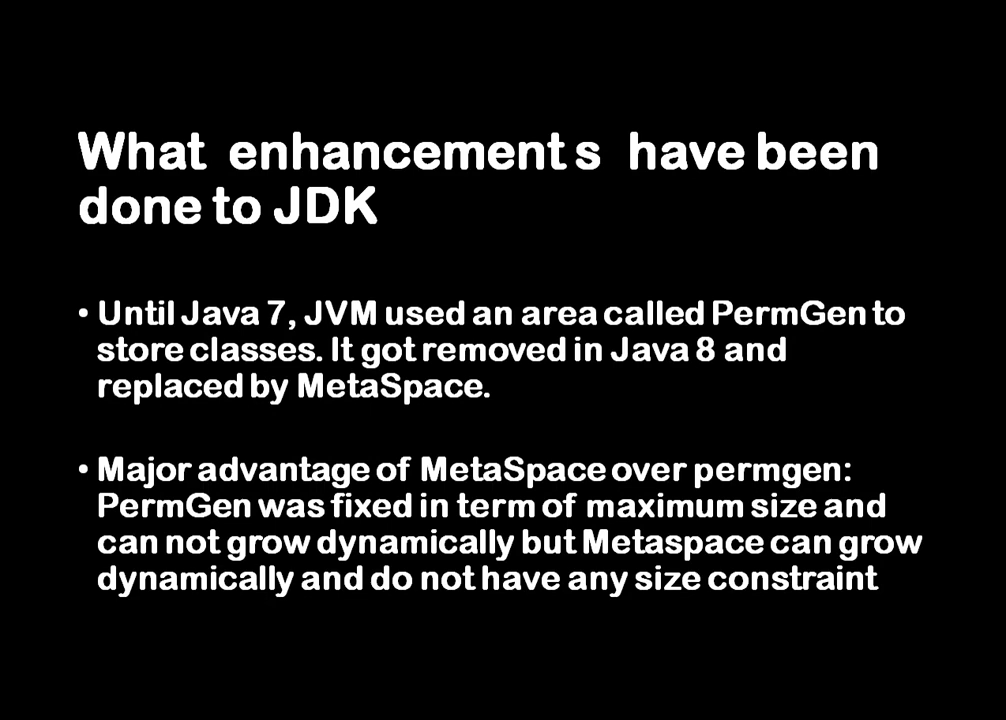 What enhancement s have been
done to JDK
• Until Java 7, JVM used an area called PermGen to
store classes. It got removed in Java 8 and
replaced by MetaSpace.
• Major advantage of MetaSpace over permgen:
PermGen was fixed in term of maximum size and
can not grow dynamically but Metaspace can grow
dynamically and do not have any size constraint